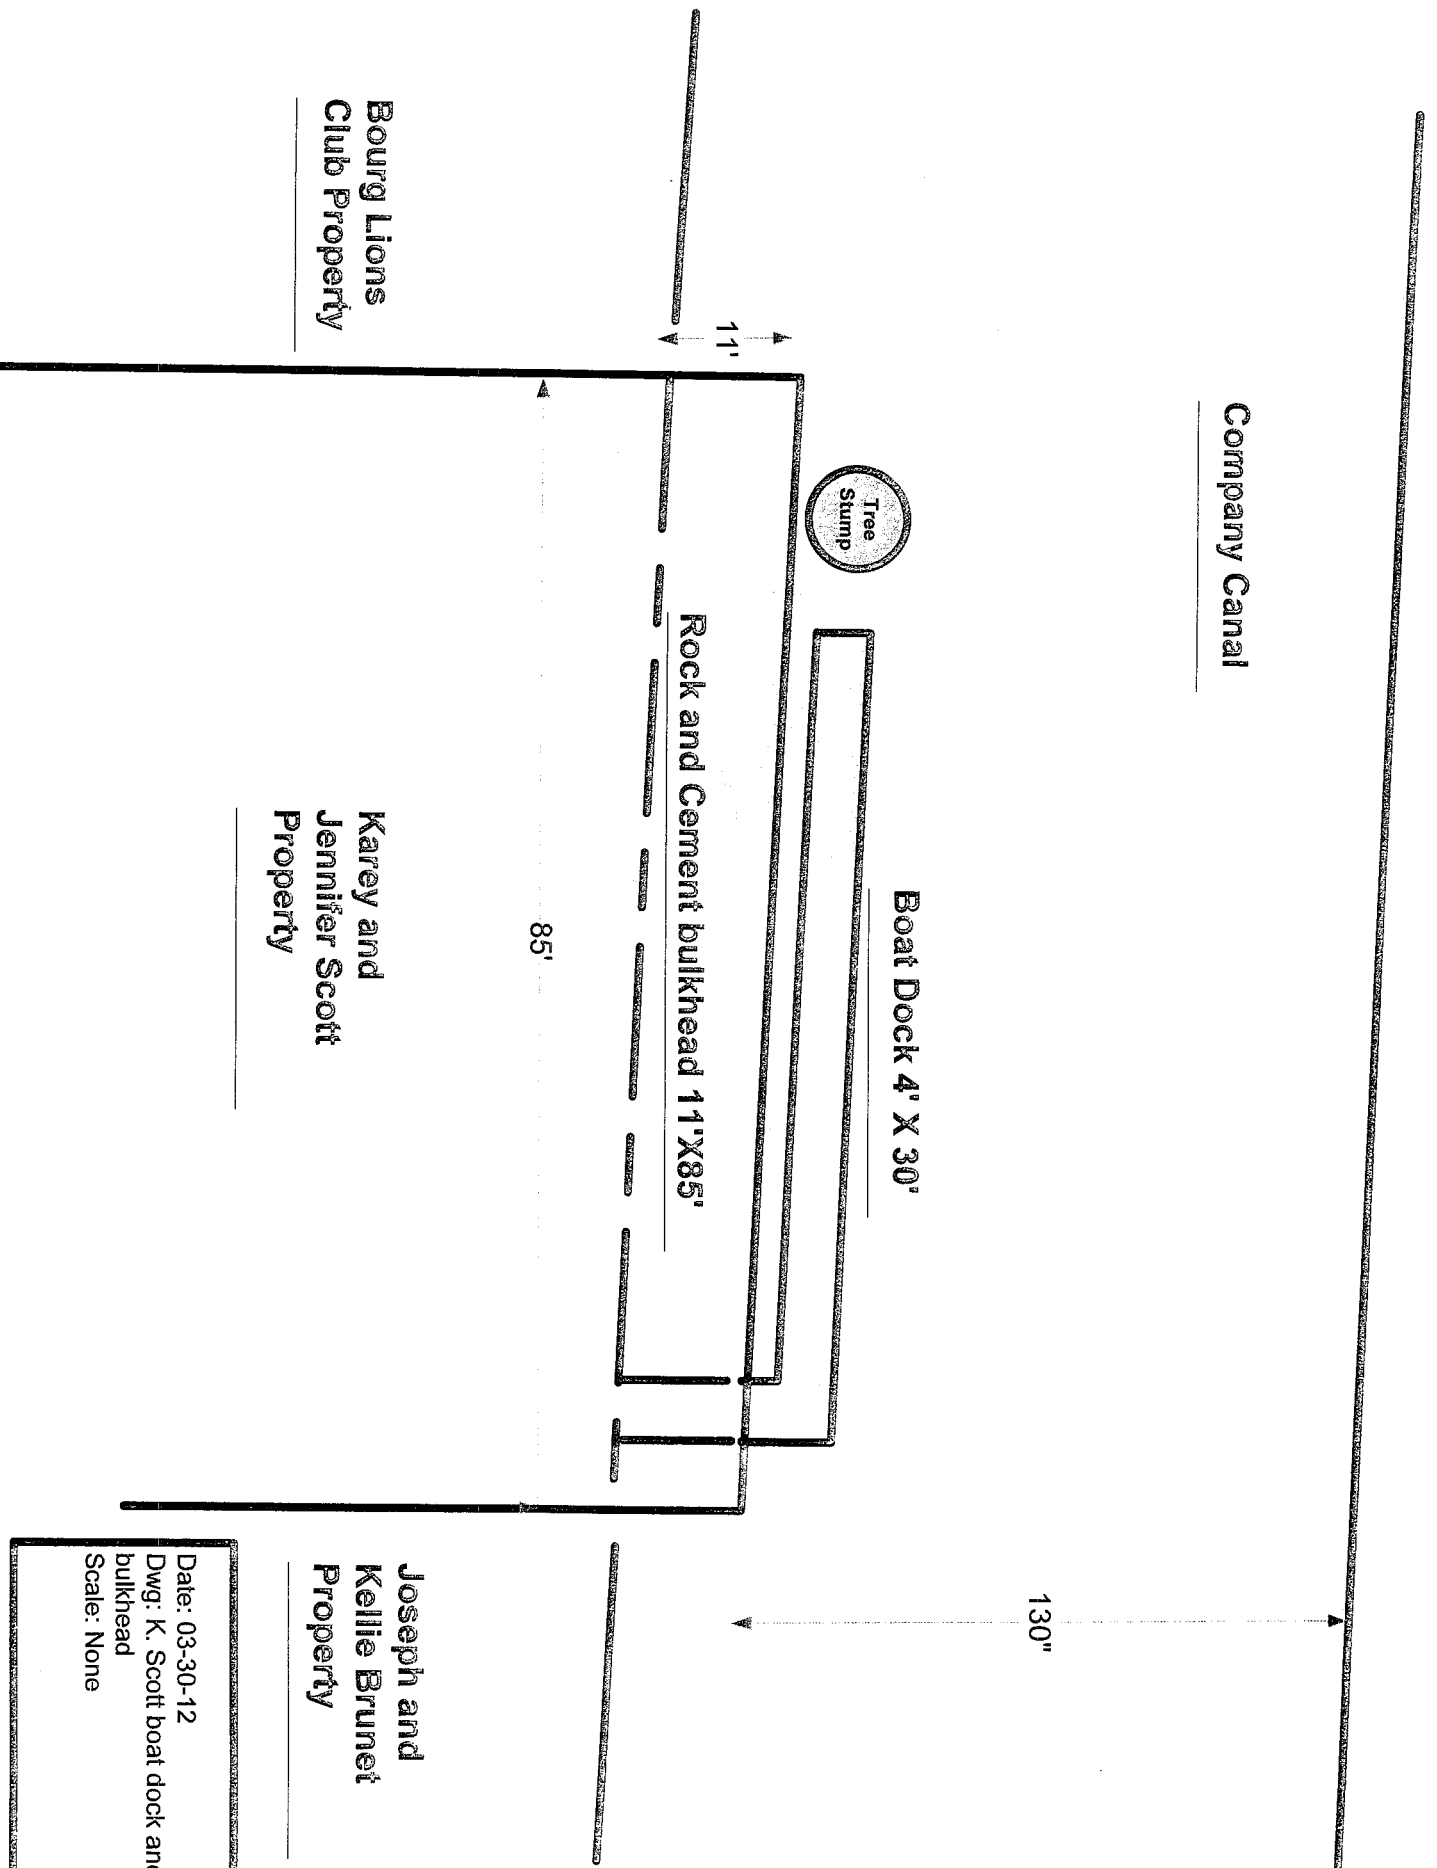 Company Canal
130"
Boat Dock 4' X 30'
Tree
Stump
11'
Rock and Cement bulkhead 11'X85'
85'
Bourg Lions
Club Property
Karey and
Jennifer Scott
Property
Joseph and
Kellie Brunet
Property
Date: 03-30-12
Dwg: K. Scott boat dock and
bulkhead
Scale: None